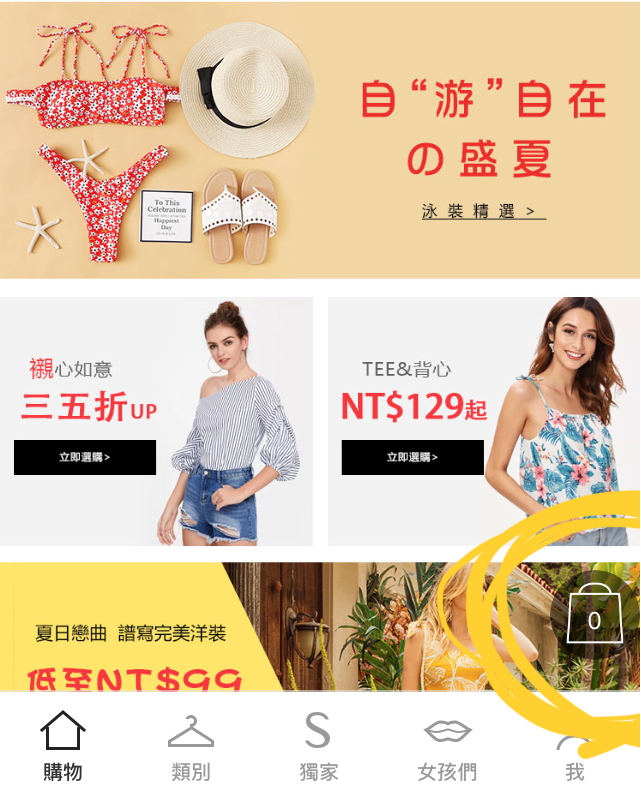 自“游”自在
の盛夏
泳裝精選 >
To This
Celebration
Happiest
Day
襯心如意
三五折UP
立即選購>
TEE&背心
NT$129起
立即選購>
夏日戀曲 譜寫完美洋裝
低至NT$99
0
購物
類別
S
獨家
女孩們
我